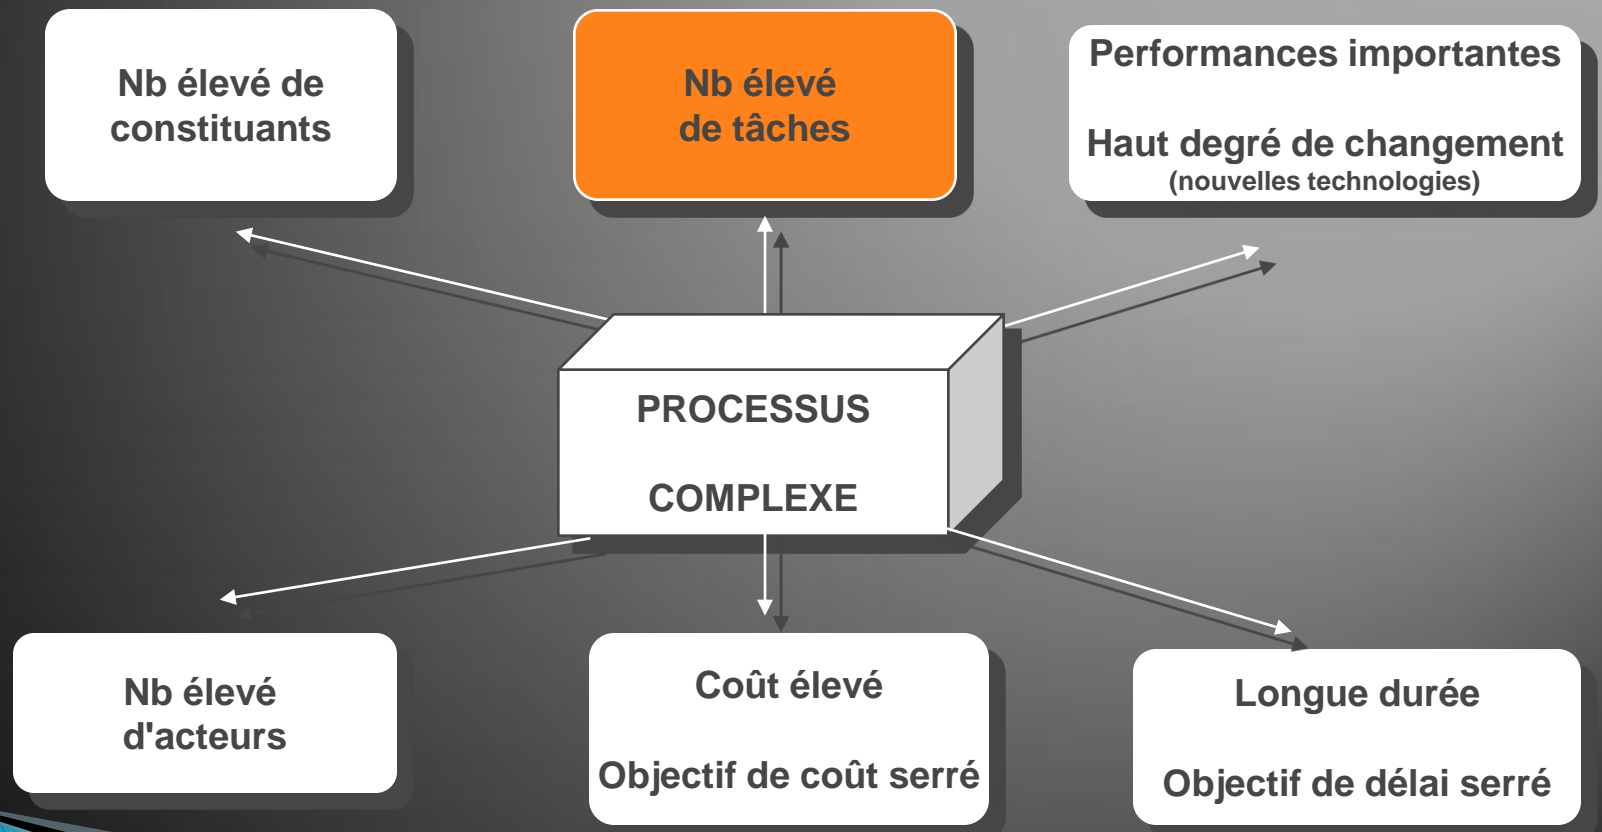 Nb élevé de
constituants
Nb élevé
de tâches
Performances importantes
Haut degré de changement
(nouvelles technologies)
PROCESSUS
COMPLEXE
Nb élevé
d'acteurs
Coût élevé
Objectif de coût serré
Longue durée
Objectif de délai serré